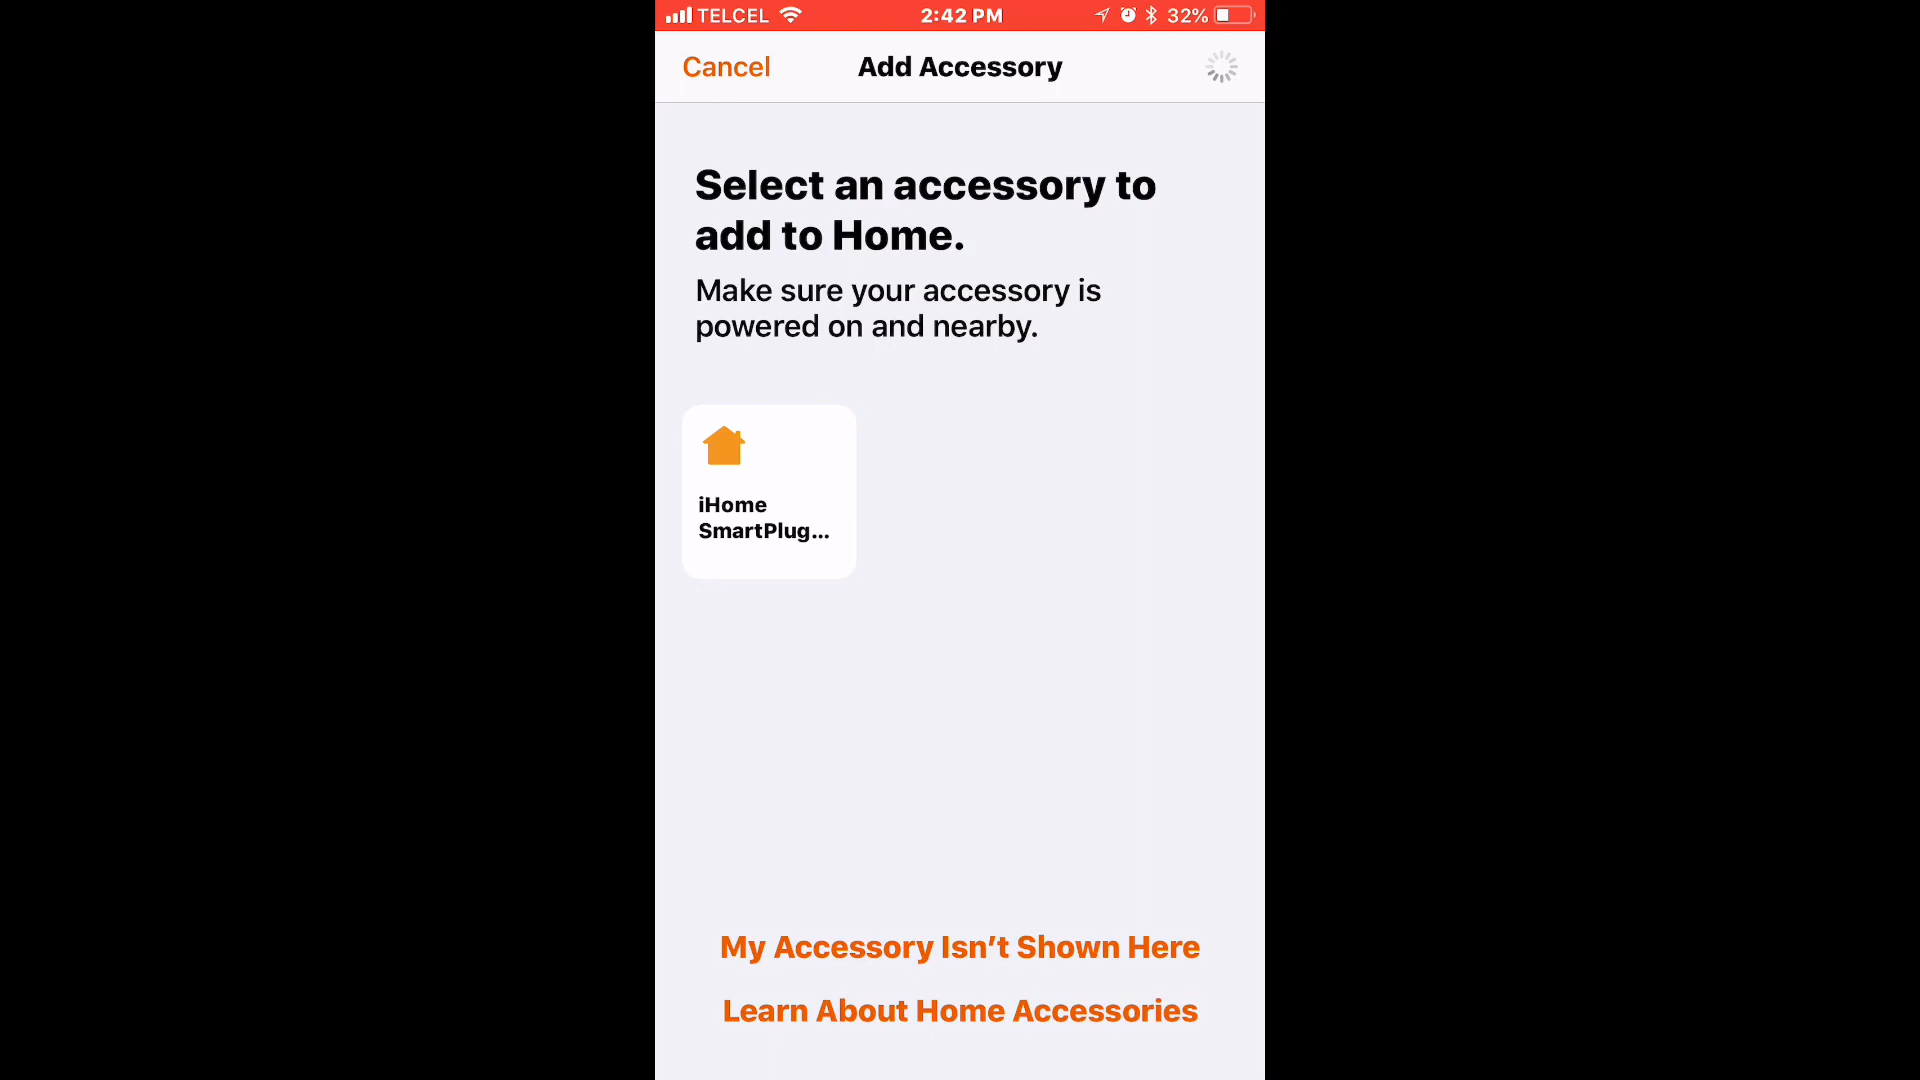 TELCEL 2:42 PM 32%
Cancel Add Accessory
Select an accessory to
add to Home.
Make sure your accessory is
powered on and nearby.
iHome
SmartPlug...
My Accessory Isn’t Shown Here
Learn About Home Accessories